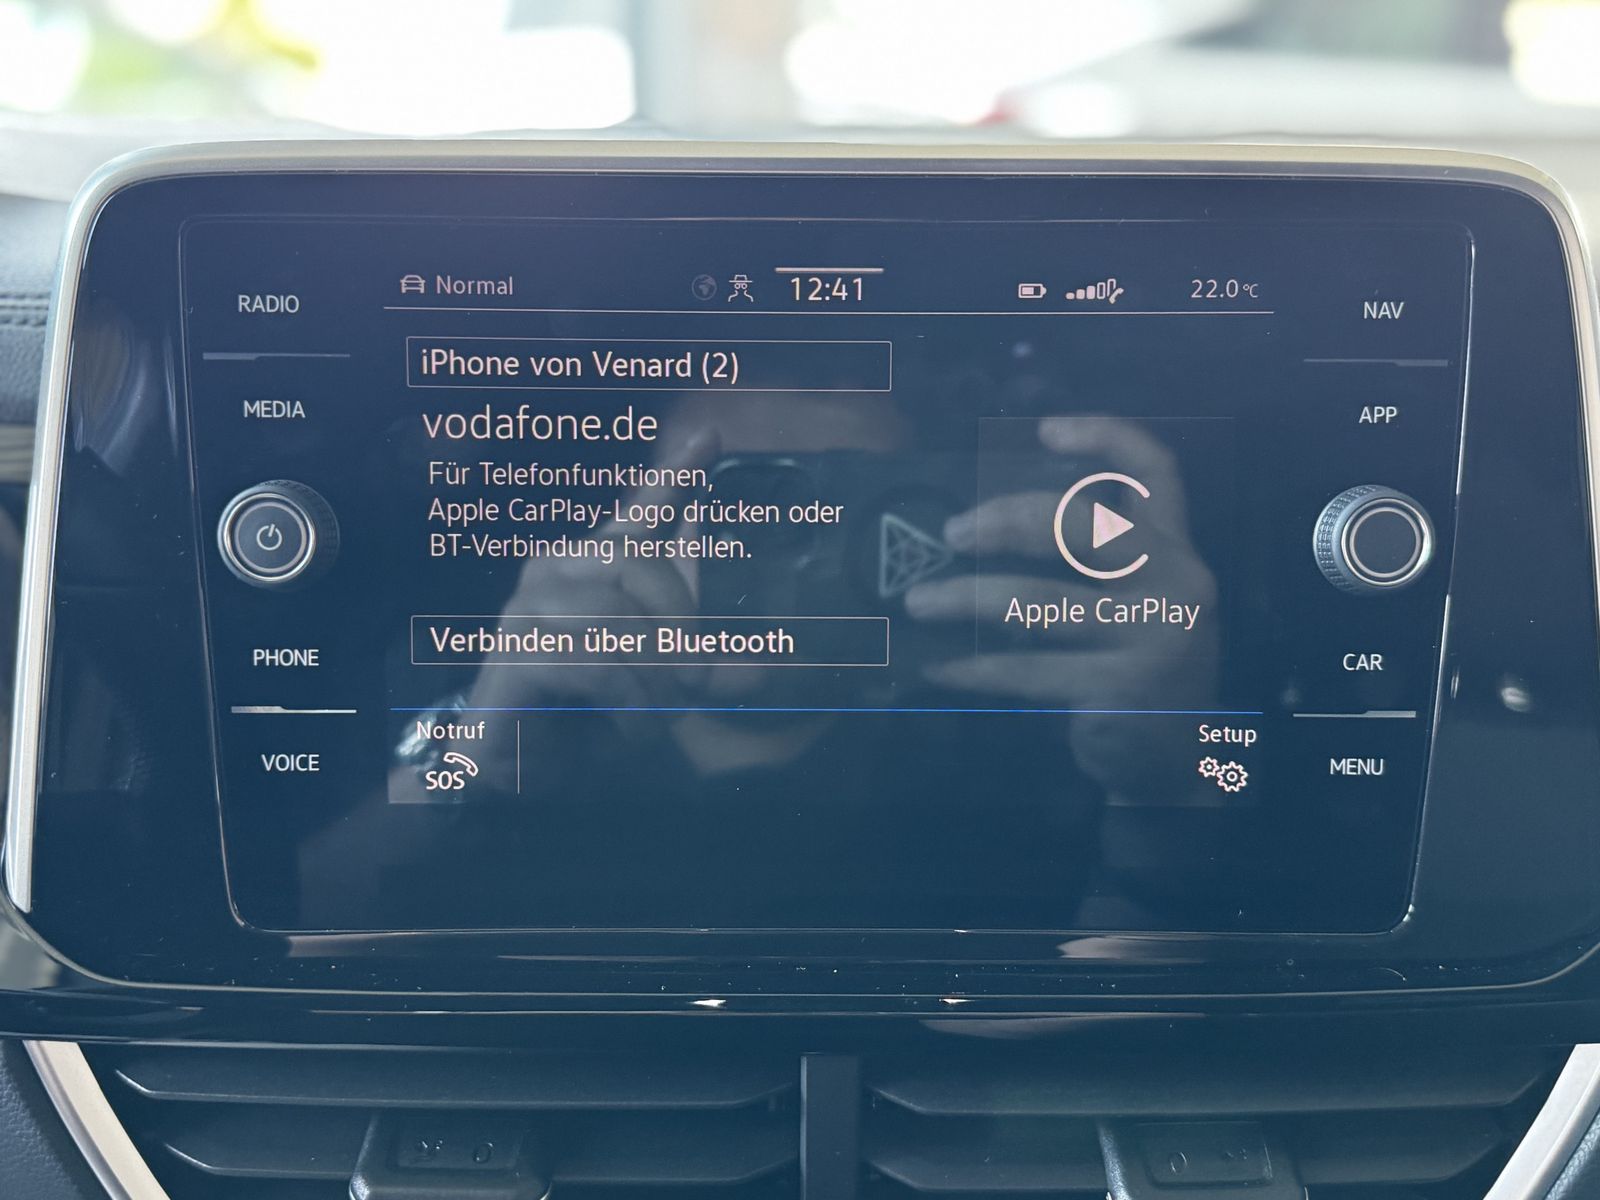 RADIO
MEDIA
PHONE
VOICE
Normal
12:41
22.0°C
iPhone von Venard (2)
vodafone.de
Für Telefonfunktionen,
Apple CarPlay-Logo drücken oder
BT-Verbindung herstellen.
Verbinden über Bluetooth
Apple CarPlay
Notruf
SOS
Setup
NAV
APP
CAR
MENU